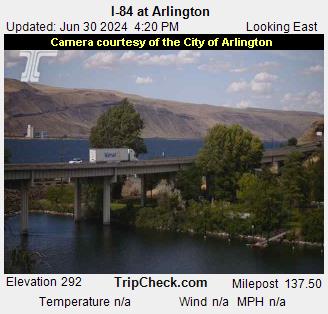 I-84 at Arlington
Updated: Jun 30 2024 4:20 PM Looking East
Camera courtesy of the City of Arlington
Elevation 292 TripCheck.com Milepost 137.50
Temperature n/a Wind n/a MPH n/a